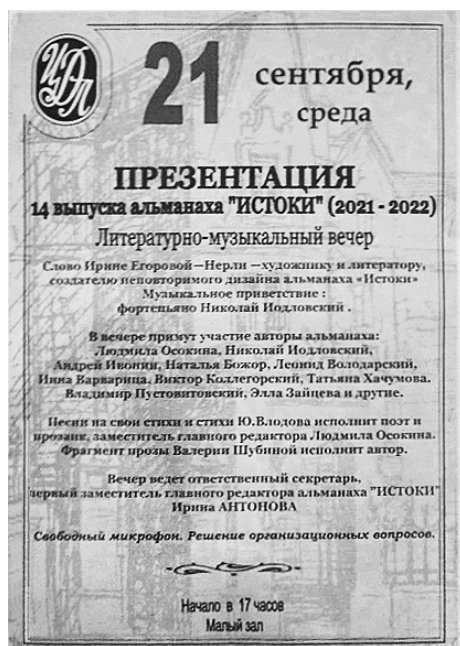 ЦДЛ
21
сентября,
среда
ПРЕЗЕНТАЦИЯ
14 выпуска альманаха "ИСТОКИ" (2021 - 2022)
Литературно-музыкальный вечер
Слово Ирине Егоровой—Нерли —художнику и литератору,
создателю неповторимого дизайна альманаха «Истоки»
Музыкальное приветствие :
фортепьяно Николай Иодловский .
В вечере примут участие авторы альманаха:
Людмила Осокина, Николай Иодловский,
Андрей Ивонин, Наталья Божор, Леонид Володарский,
Инна Варварица, Виктор Коллегорский, Татьяна Хачумова.
Владимир Пустовитовский, Элла Зайцева и другие.
Песни на свои стихи и стихи Ю.Влодова исполнит поэт и
прозаик, заместитель главного редактора Людмила Осокина.
Фрагмент прозы Валерии Шубиной исполнит автор.
Вечер ведет ответственный секретарь,
первый заместитель главного редактора альманаха "ИСТОКИ"
Ирина АНТОНОВА
Свободный микрофон. Решение организационных вопросов.
Начало в 17 часов
Малый зал